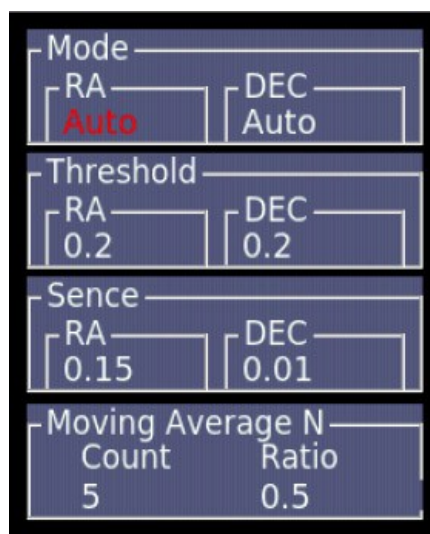 Mode
RA DEC
Auto Auto
Threshold
RA DEC
0.2 0.2
Sence
RA DEC
0.15 0.01
Moving Average N
Count Ratio
5 0.5